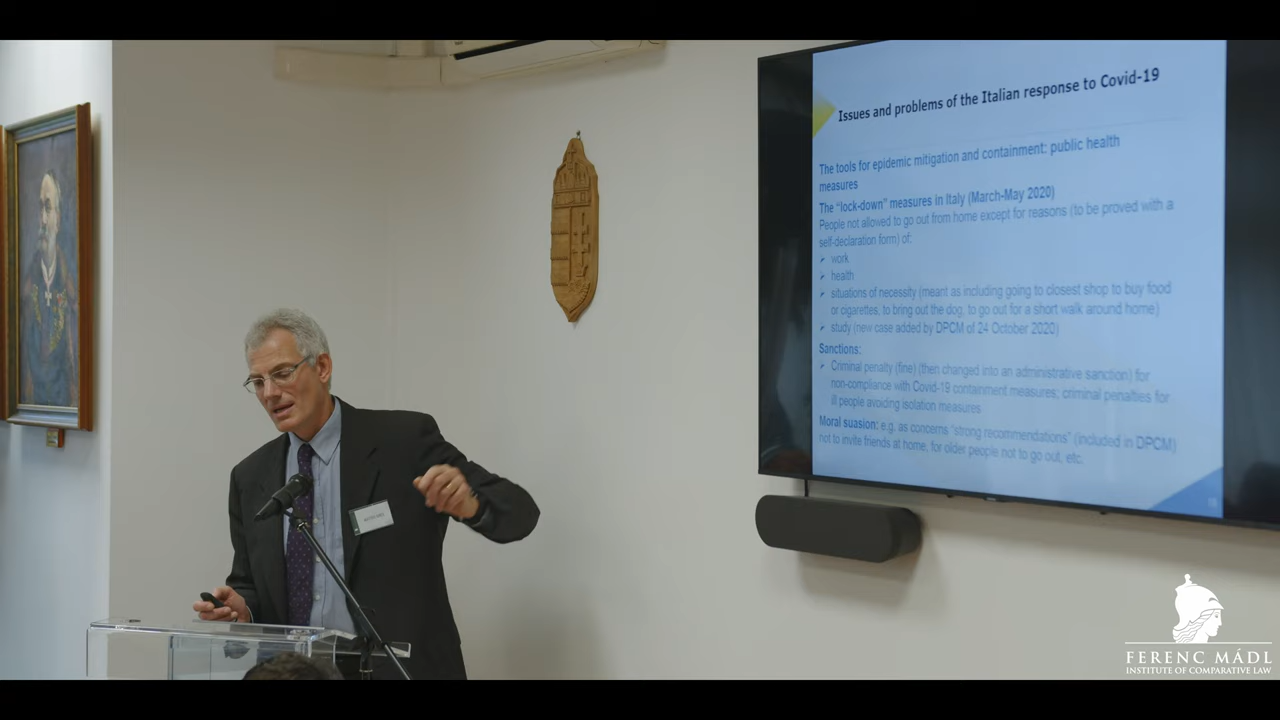 Issues and problems of the Italian response to Covid-19
The tools for epidemic mitigation and containment: public health
measures
The "lock-down" measures in Italy (March-May 2020)
People not allowed to go out from home except for reasons (to be proved with a
self-declaration form) of:
work
health
situations of necessity (meant as including going to closest shop to buy food
or cigarettes, to bring out the dog, to go out for a short walk around home)
study (new case added by DPCM of 24 October 2020)
Sanctions:
Criminal penalty (fine) (then changed into an administrative sanction) for
non-compliance with Covid-19 containment measures; criminal penalties for
ill people avoiding isolation measures
Moral suasion: e.g. as concerns "strong recommendations" (included in DPCM)
not to invite friends at home, for older people not to go out, etc.
FERENC MÁDL
INSTITUTE OF COMPARATIVE LAW